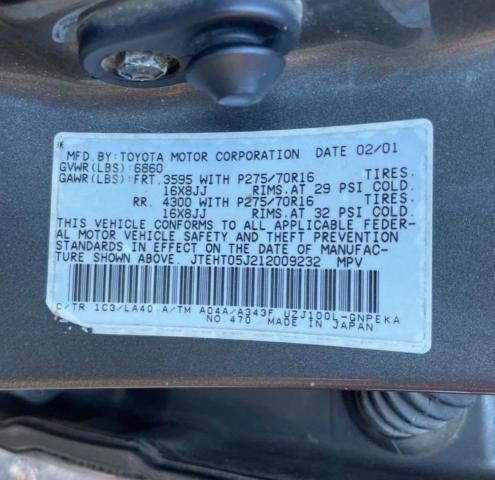 MFD.BY:TOYOTA MOTOR CORPORATION DATE 02/01
GVWR(LBS):6860
GAWR(LBS):FRT.3595 WITH P275/70R16 TIRES.
16X8JJ RIMS.AT 29 PSI COLD.
RR. 4300 WITH P275/70R16 TIRES.
16X8JJ RIMS.AT 32 PSI COLD.
THIS VEHICLE CONFORMS TO ALL APPLICABLE FEDER-
AL MOTOR VEHICLE SAFETY AND THEFT PREVENTION
STANDARDS IN EFFECT ON THE DATE OF MANUFAC-
TURE SHOWN ABOVE. JTEHT05J212009232 MPV
C/TR 1C3/LA40 A/TM A04A/A343F UZJ100L-GNPEKA
NO 470 MADE IN JAPAN